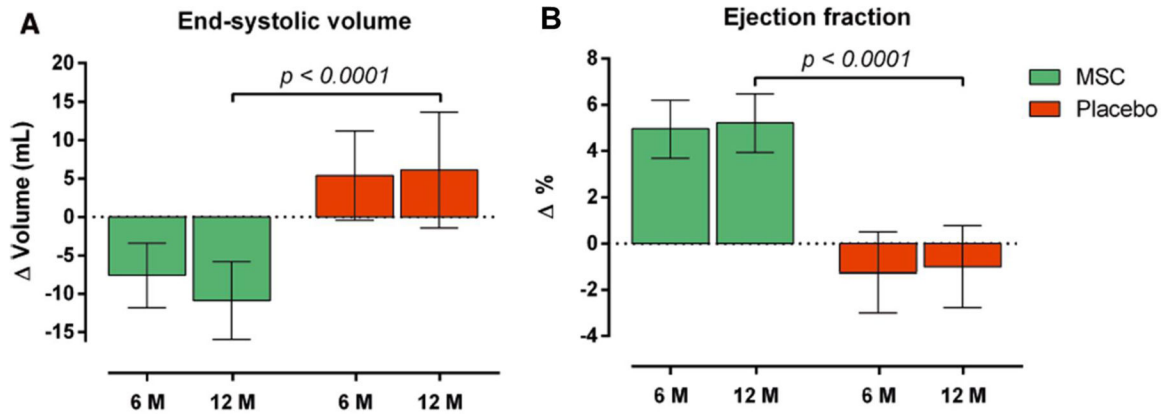 A
End-systolic volume
Δ Volume (mL)
20
15
10
5
0
-5
-10
-15
p < 0.0001
6 M 12 M 6 M 12 M
B
Ejection fraction
Δ %
8
6
4
2
0
-2
-4
p < 0.0001
6 M 12 M 6 M 12 M
MSC
Placebo